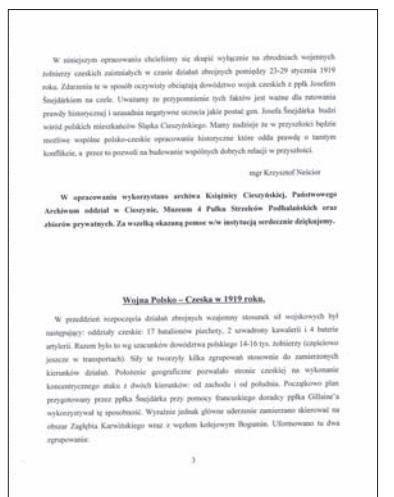 W niniejszym opracowaniu chcieliśmy się skupić wyłącznie na zbrodniach wojennych
żołnierzy czeskich zaistniałych w czasie działań zbrojnych pomiędzy 23-29 stycznia 1919
roku. Zdarzenia te w sposób oczywisty obciążają dowództwo wojsk czeskich z ppłk Josefem
Šnejdárkiem na czele. Uważamy że przypomnienie tych faktów jest ważne dla ratowania
prawdy historycznej i uzasadnia negatywne uczucia jakie postać gen. Josefa Šnejdárka budzi
wśród polskich mieszkańców Śląska Cieszyńskiego. Mamy nadzieję że w przyszłości będzie
możliwe wspólne polsko-czeskie opracowanie historyczne które odda prawdę o tamtym
konflikcie, a przez to pozwoli na budowanie wspólnych dobrych relacji w przyszłości.
mgr Krzysztof Neścior
W opracowaniu wykorzystano archiwa Książnicy Cieszyńskiej, Państwowego
Archiwum oddział w Cieszynie, Muzeum 4 Pułku Strzelców Podhalańskich oraz
zbiorów prywatnych. Za wszelką okazaną pomoc w/w instytucją serdecznie dziękujemy.
Wojna Polsko – Czeska w 1919 roku.
W przeddzień rozpoczęcia działań zbrojnych wzajemny stosunek sił wojskowych był
następujący: oddziały czeskie: 17 batalionów piechoty, 2 szwadrony kawalerii i 4 baterie
artylerii. Razem było to wg szacunków dowództwa polskiego 14-16 tys. żołnierzy (częściowo
jeszcze w transportach). Siły te tworzyły kilka zgrupowań stosownie do zamierzonych
kierunków działań. Położenie geograficzne pozwalało stronie czeskiej na wykonanie
koncentrycznego ataku z dwóch kierunków: od zachodu i od południa. Początkowo plan
przygotowany przez ppłka Šnejdárka przy pomocy francuskiego doradcy ppłka Gillaine'a
wykorzystywał tę sposobność. Wyraźnie jednak główne uderzenie zamierzano skierować na
obszar Zagłębia Karwińskiego wraz z węzłem kolejowym Bogumin. Uformowano tu dwa
zgrupowania:
3